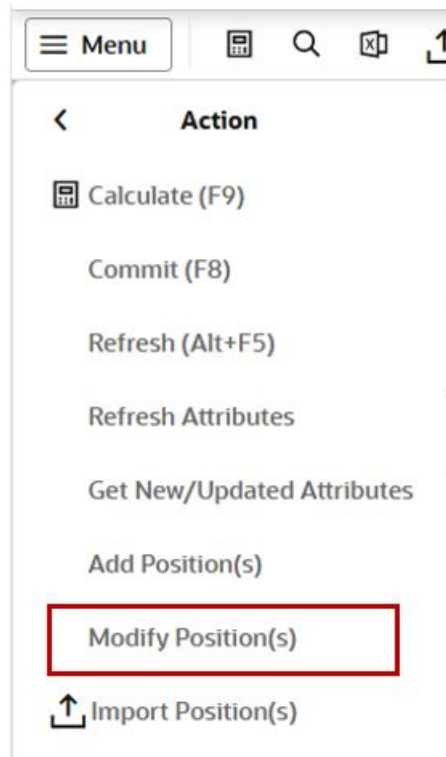 Menu
Action
Calculate (F9)
Commit (F8)
Refresh (Alt+F5)
Refresh Attributes
Get New/Updated Attributes
Add Position(s)
Modify Position(s)
Import Position(s)